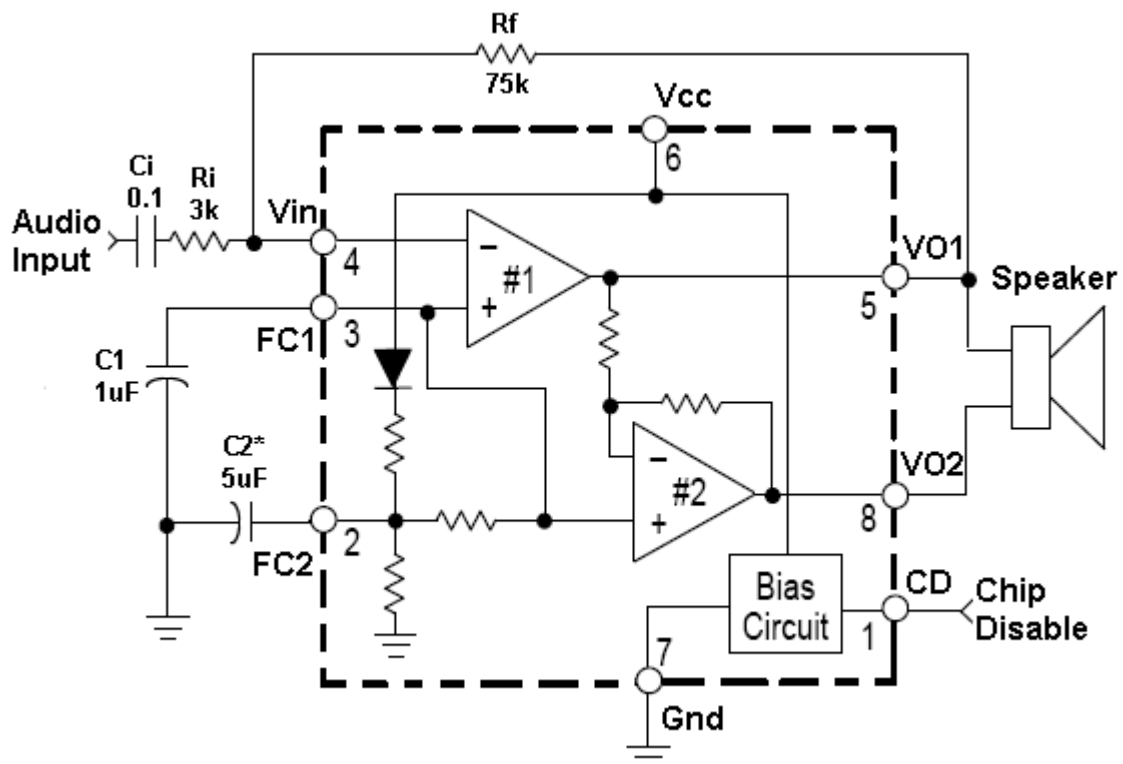 Rf
75k
Vcc
6
Ci
0.1
Ri
3k
Audio
Input
Vin
4
−
#1
+
VO1
5
Speaker
FC1
3
C1
1uF
C2*
5uF
FC2
2
−
#2
+
VO2
8
Bias
Circuit
CD
1
Chip
Disable
7
Gnd